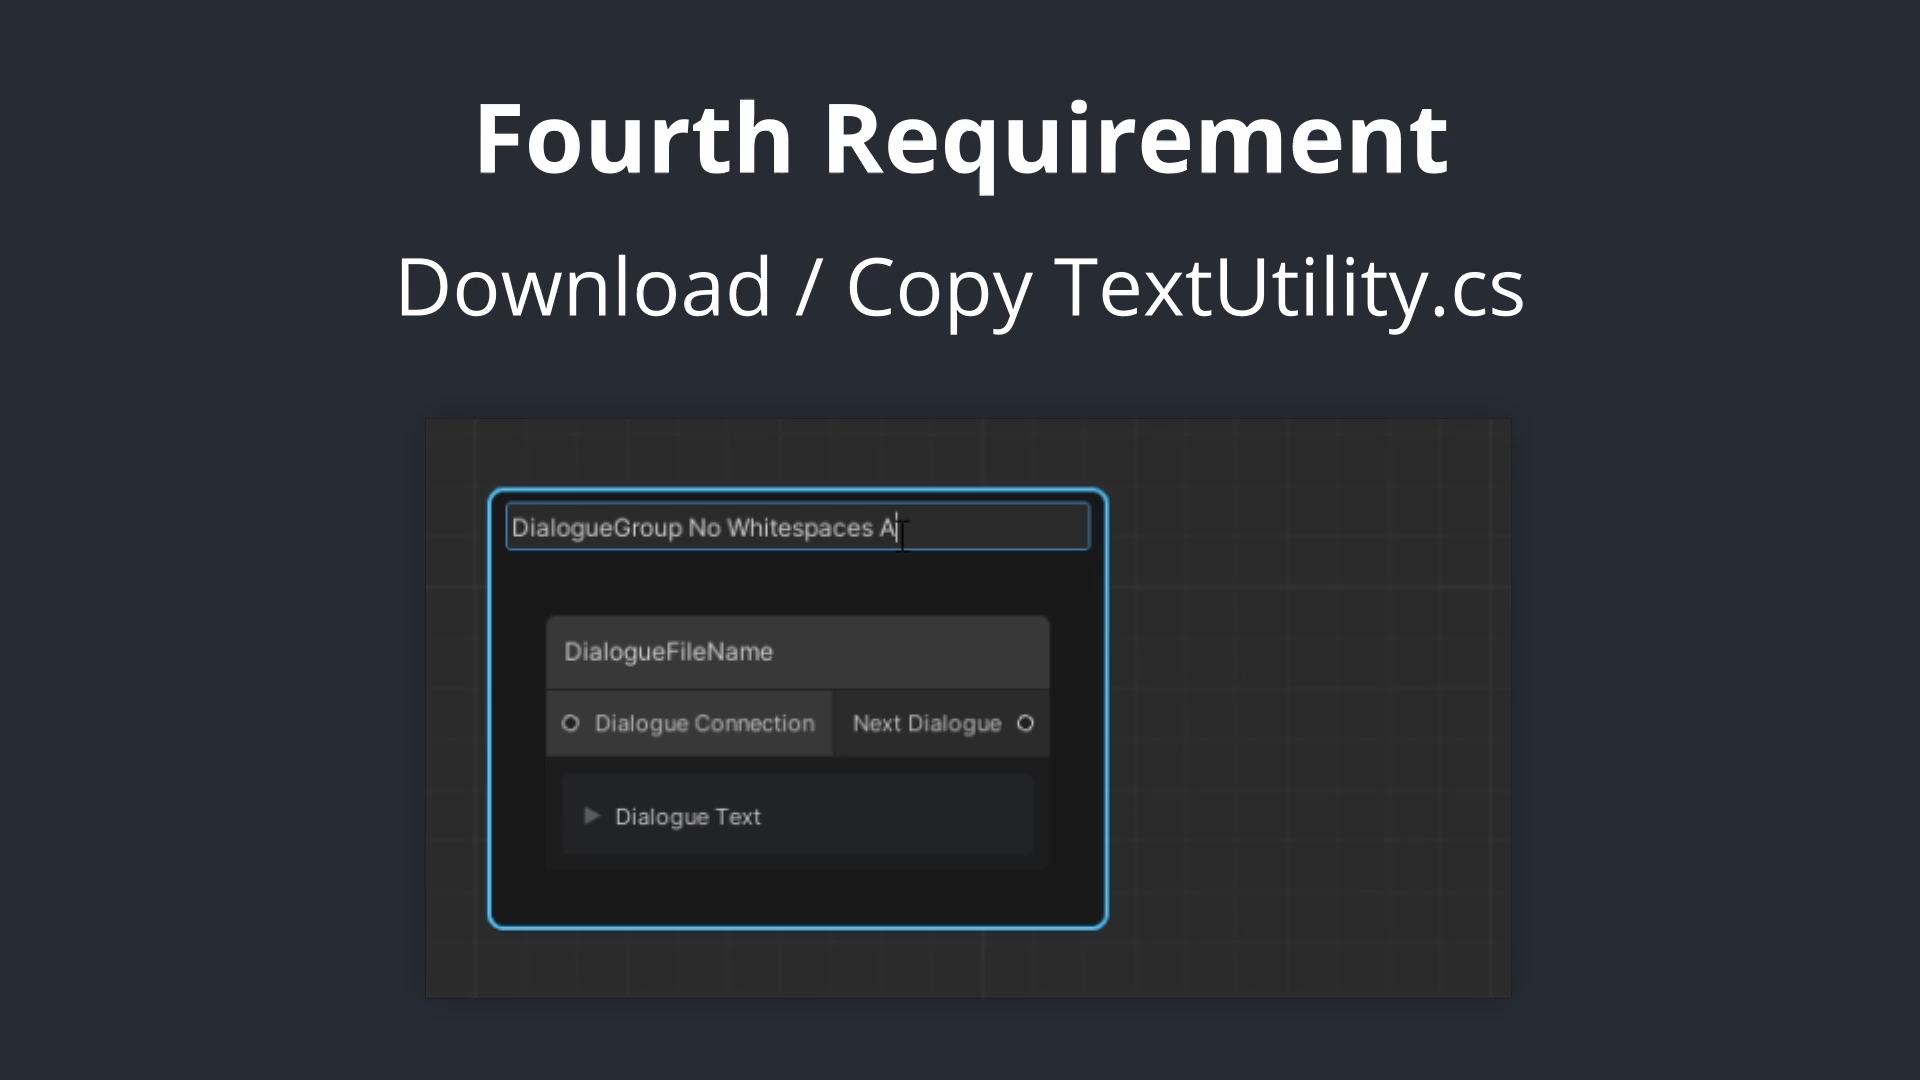 Fourth Requirement
Download / Copy TextUtility.cs
DialogueGroup No Whitespaces A
DialogueFileName
Dialogue Connection Next Dialogue
Dialogue Text